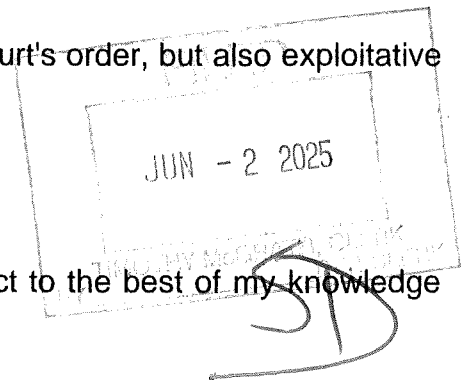 urt's order, but also exploitative
JUN - 2 2025
ct to the best of my knowledge